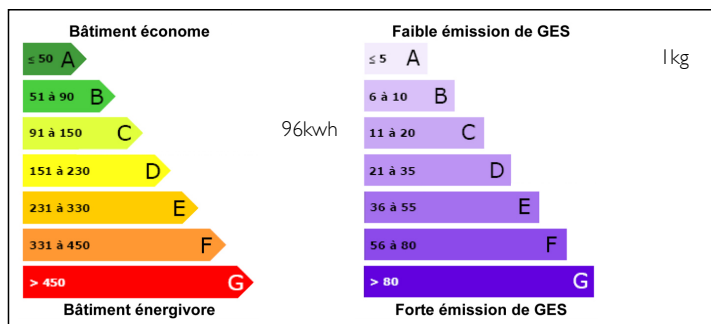 Bâtiment économe
≤ 50 A
51 à 90 B
91 à 150 C
96kwh
151 à 230 D
231 à 330 E
331 à 450 F
> 450 G
Bâtiment énergivore
Faible émission de GES
≤ 5 A
1kg
6 à 10 B
11 à 20 C
21 à 35 D
36 à 55 E
56 à 80 F
> 80 G
Forte émission de GES